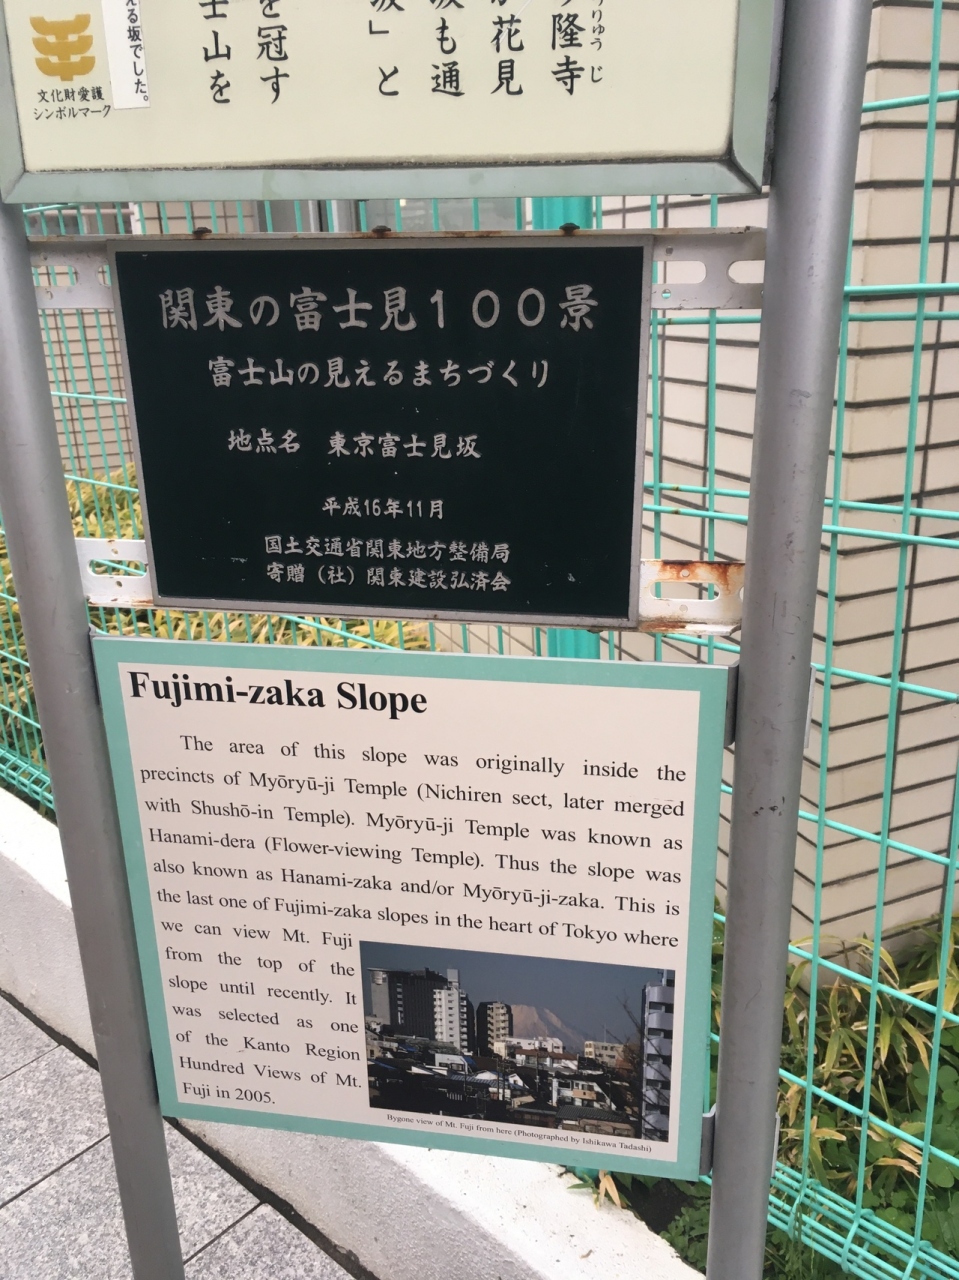 りゅうじ
隆寺
花見
坂も通
坂」と
を冠す
士山を
える坂でした。
文化財愛護
シンボルマーク
関東の富士見１００景
富士山の見えるまちづくり
地点名　東京富士見坂
平成16年11月
国土交通省関東地方整備局
寄贈（社）関東建設弘済会
Fujimi-zaka Slope
The area of this slope was originally inside the
precincts of Myōryū-ji Temple (Nichiren sect, later merged
with Shushō-in Temple). Myōryū-ji Temple was known as
Hanami-dera (Flower-viewing Temple). Thus the slope was
also known as Hanami-zaka and/or Myōryū-ji-zaka. This is
the last one of Fujimi-zaka slopes in the heart of Tokyo where
we can view Mt. Fuji
from the top of the
slope until recently. It
was selected as one
of the Kanto Region
Hundred Views of Mt.
Fuji in 2005.
Bygone view of Mt. Fuji from here (Photographed by Ishikawa Tadashi)